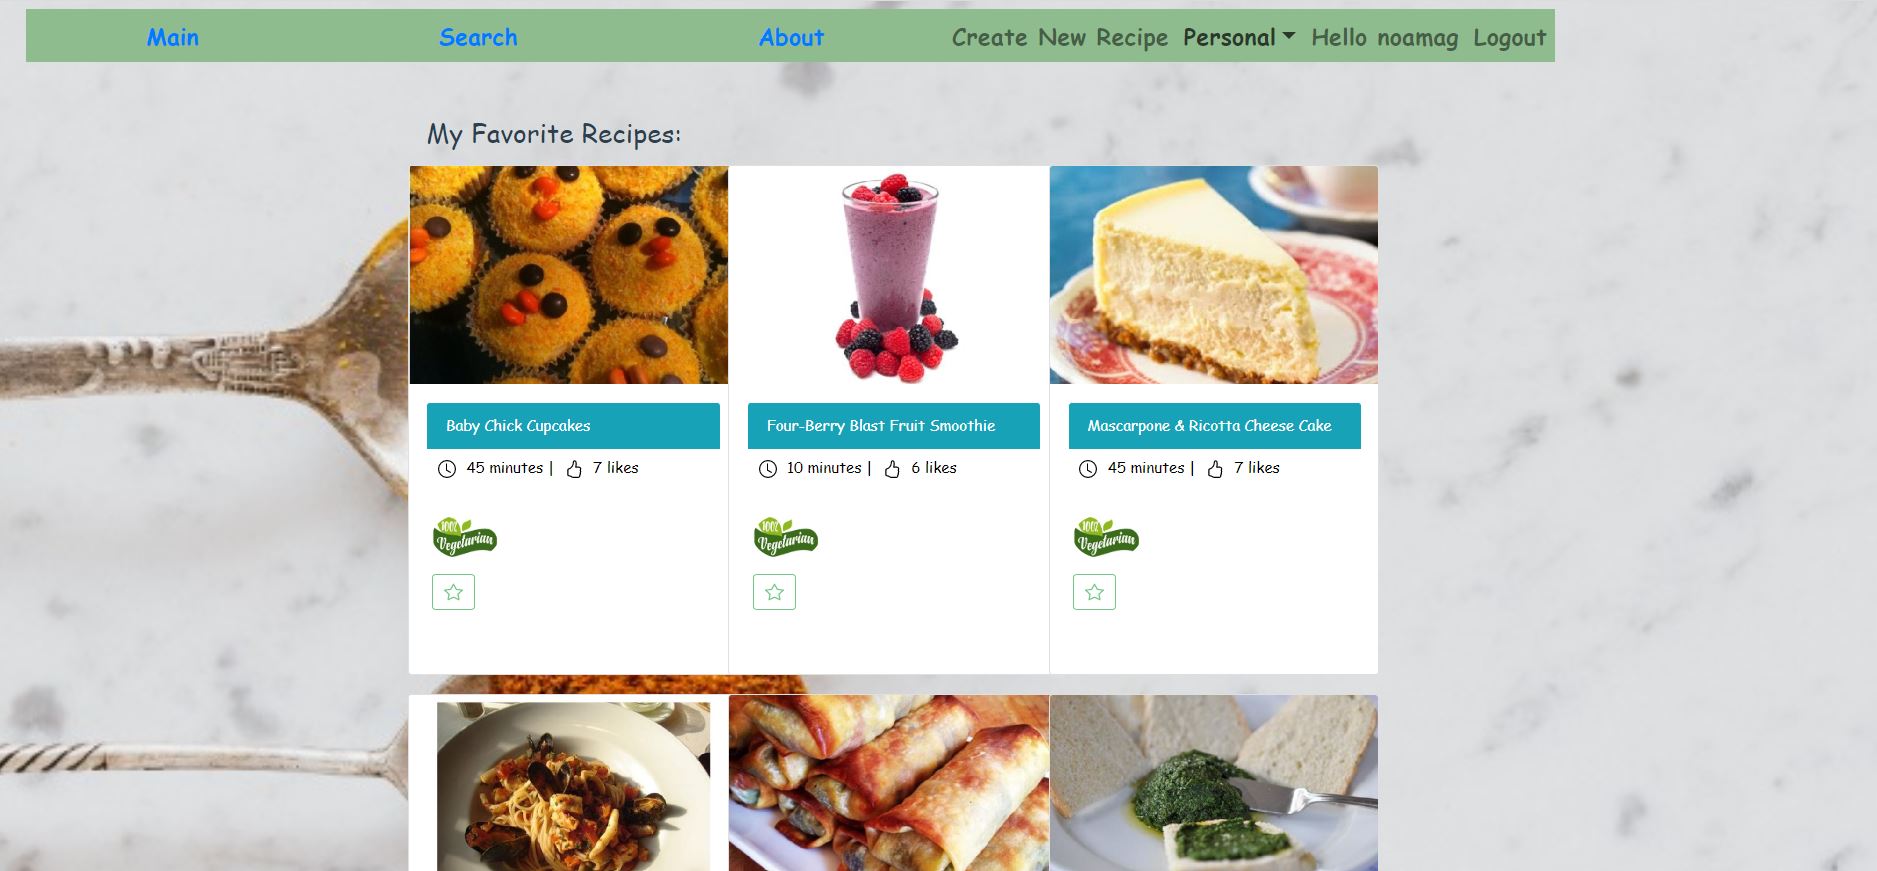 Main Search About Create New Recipe Personal Hello noamag Logout
My Favorite Recipes:
Baby Chick Cupcakes
45 minutes | 7 likes
100%
Vegetarian
Four-Berry Blast Fruit Smoothie
10 minutes | 6 likes
100%
Vegetarian
Mascarpone & Ricotta Cheese Cake
45 minutes | 7 likes
100%
Vegetarian